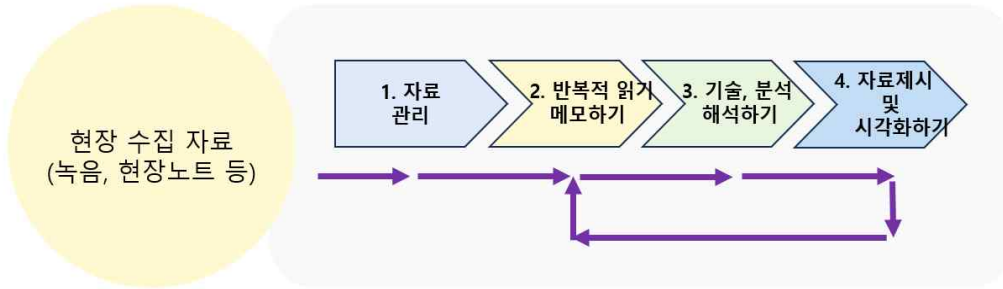 현장 수집 자료
(녹음, 현장노트 등)
1. 자료
관리
2. 반복적 읽기
메모하기
3. 기술, 분석
해석하기
4. 자료제시
및
시각화하기